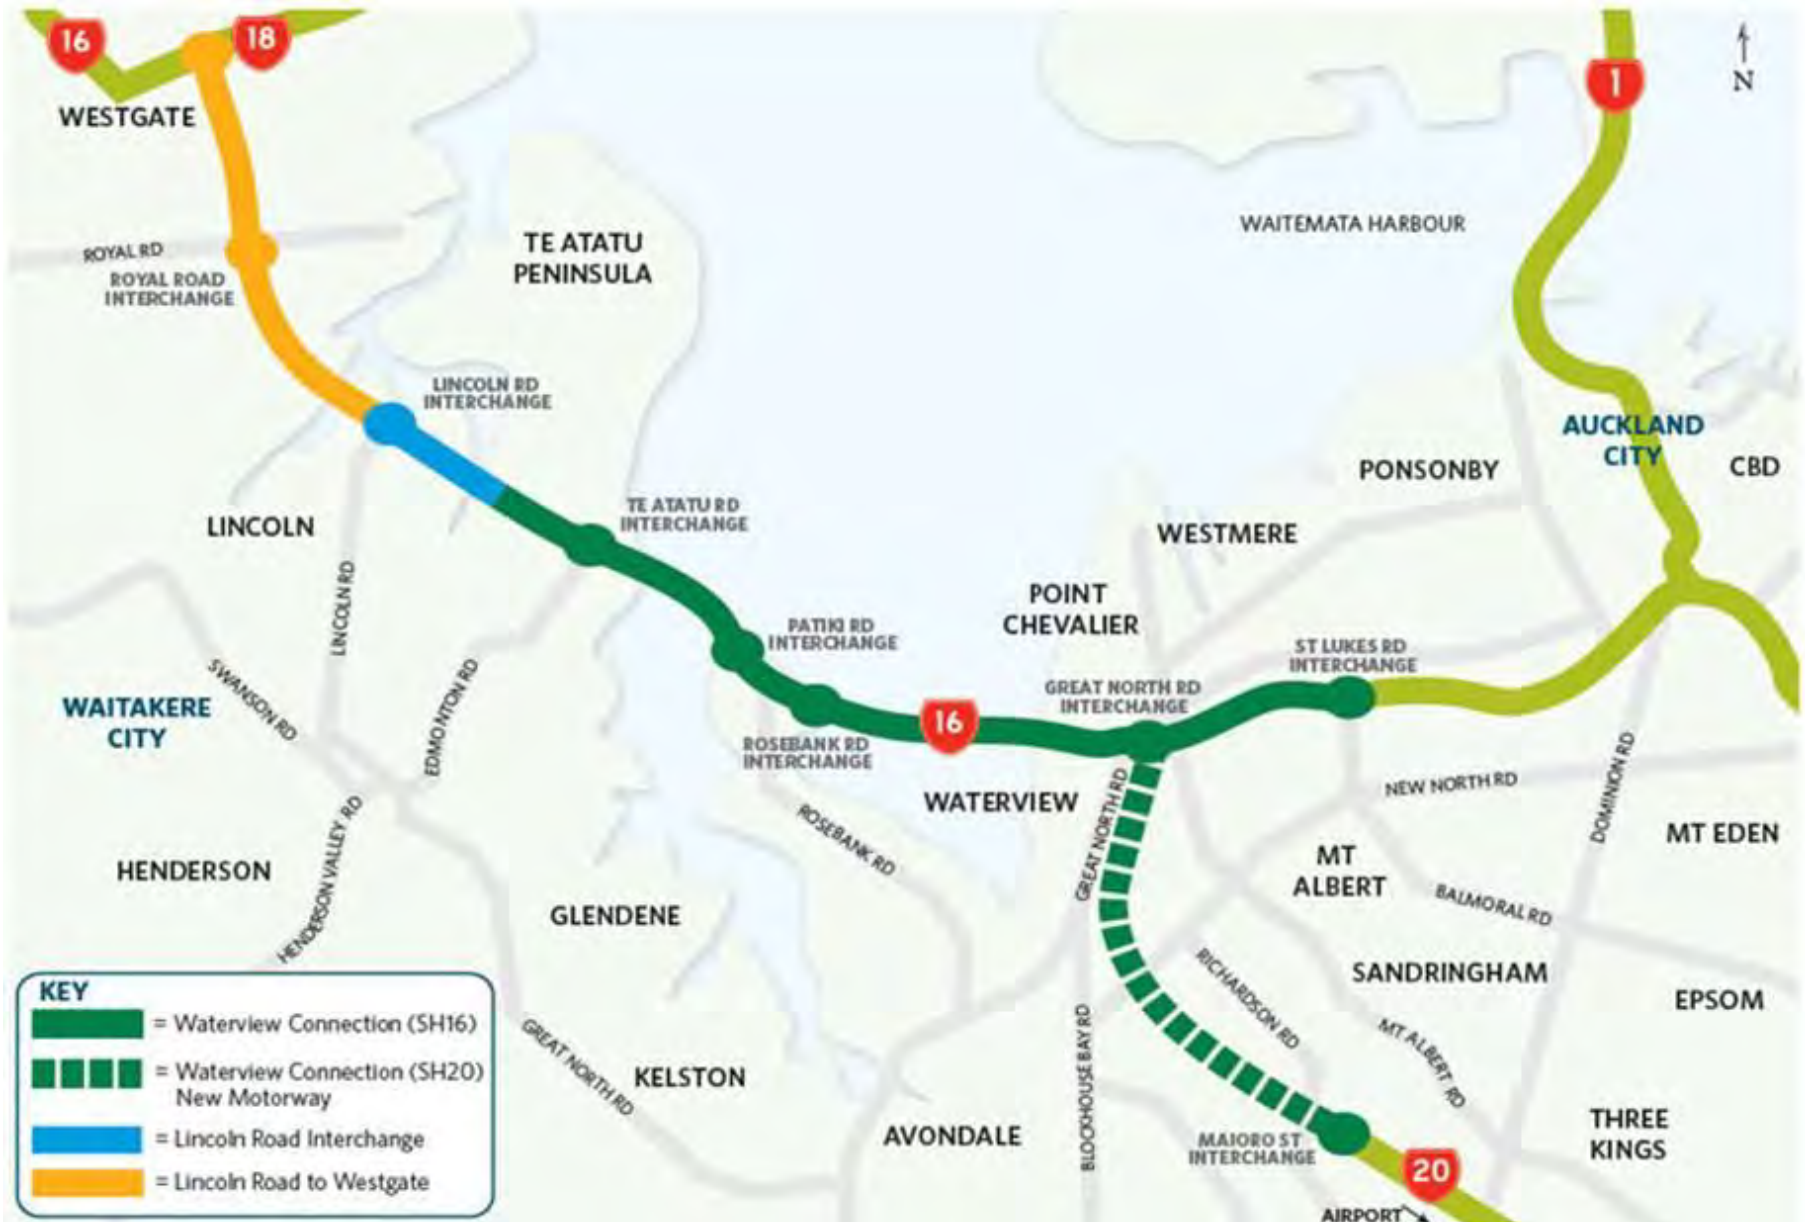 16
18
1
N
WESTGATE
ROYAL RD
ROYAL ROAD
INTERCHANGE
TE ATATU
PENINSULA
WAITEMATA HARBOUR
LINCOLN RD
INTERCHANGE
AUCKLAND
CITY
CBD
PONSONBY
LINCOLN
TE ATATU RD
INTERCHANGE
WESTMERE
LINCOLN RD
POINT
CHEVALIER
PATIKI RD
INTERCHANGE
ST LUKES RD
INTERCHANGE
SWANSON RD
EDMONTON RD
WAITAKERE
CITY
GREAT NORTH RD
INTERCHANGE
16
ROSEBANK RD
INTERCHANGE
WATERVIEW
GREAT NORTH RD
NEW NORTH RD
DOMINION RD
MT EDEN
ROSEBANK RD
HENDERSON VALLEY RD
HENDERSON
MT
ALBERT
BALMORAL RD
GLENDENE
RICHARDSON RD
SANDRINGHAM
EPSOM
MT ALBERT RD
GREAT NORTH RD
KELSTON
BLOCKHOUSE BAY RD
AVONDALE
MAIORO ST
INTERCHANGE
THREE
KINGS
20
AIRPORT
KEY
= Waterview Connection (SH16)
= Waterview Connection (SH20)
New Motorway
= Lincoln Road Interchange
= Lincoln Road to Westgate